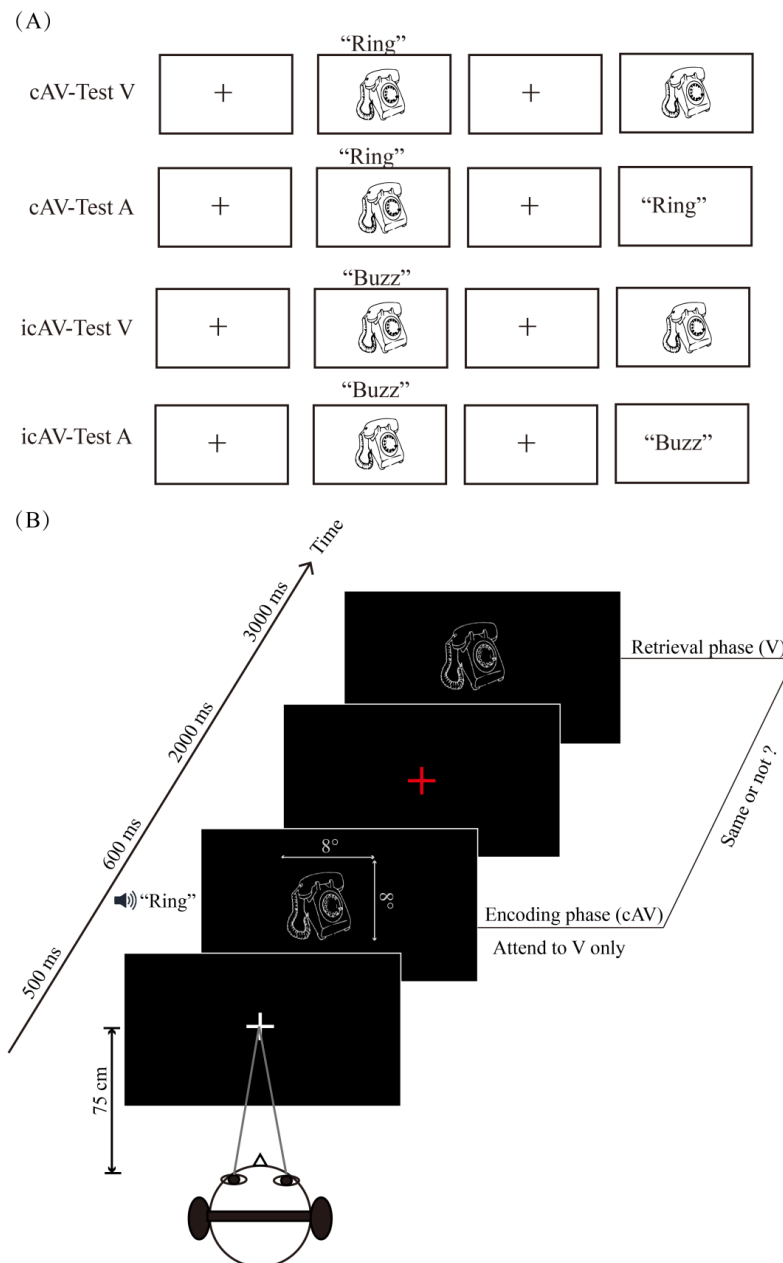 (A)
“Ring”
cAV-Test V
“Ring”
cAV-Test A
“Ring”
“Buzz”
icAV-Test V
“Buzz”
icAV-Test A
“Buzz”
(B)
Time
3000 ms
Retrieval phase (V)
2000 ms
Same or not ?
600 ms
8°
8°
“Ring”
Encoding phase (cAV)
Attend to V only
500 ms
75 cm